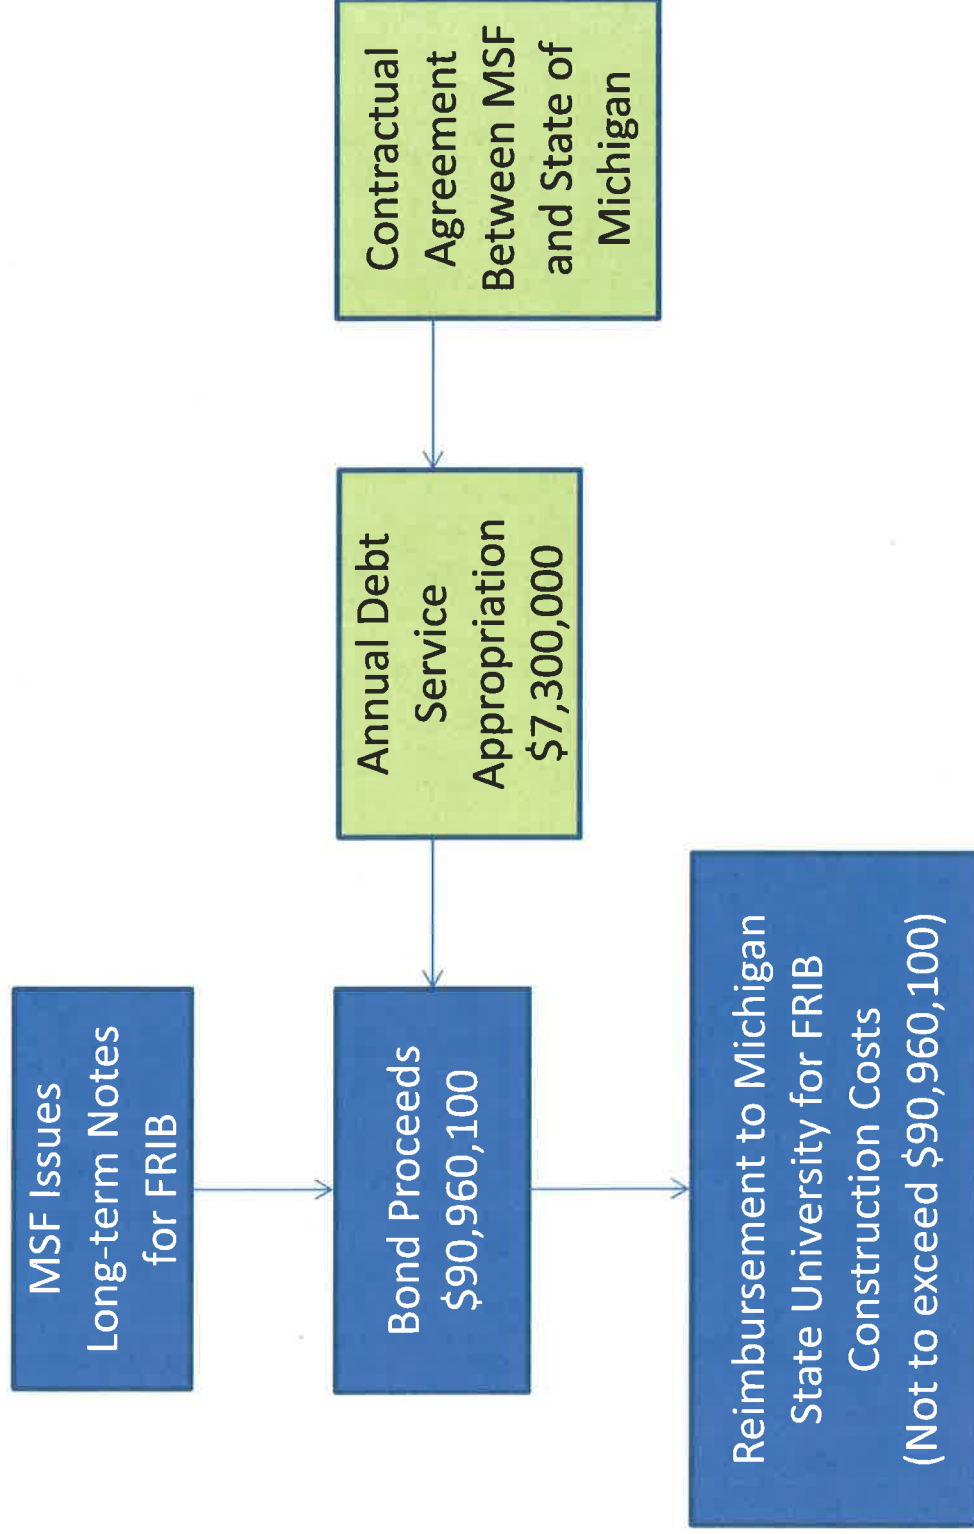 MSF Issues
Long-term Notes
for FRIB
Bond Proceeds
$90,960,100
Annual Debt
Service
Appropriation
$7,300,000
Contractual
Agreement
Between MSF
and State of
Michigan
Reimbursement to Michigan
State University for FRIB
Construction Costs
(Not to exceed $90,960,100)